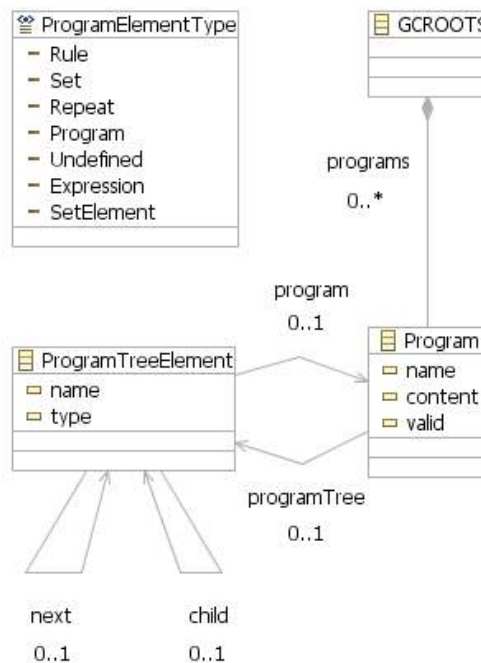 ProgramElementType
Rule
Set
Repeat
Program
Undefined
Expression
SetElement
GCROOTS
programs
0..*
program
0..1
ProgramTreeElement
name
type
Program
name
content
valid
programTree
0..1
next
0..1
child
0..1